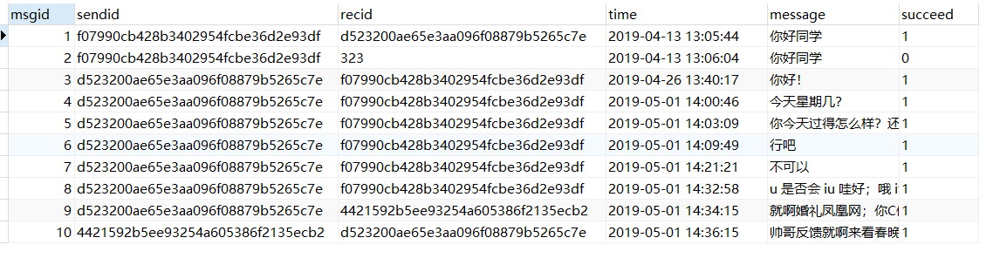 msgid sendid recid time message succeed
1 f07990cb428b3402954fcbe36d2e93df d523200ae65e3aa096f08879b5265c7e 2019-04-13 13:05:44 你好同学 1
2 f07990cb428b3402954fcbe36d2e93df 323 2019-04-13 13:06:04 你好同学 0
3 d523200ae65e3aa096f08879b5265c7e f07990cb428b3402954fcbe36d2e93df 2019-04-26 13:40:17 你好！ 1
4 d523200ae65e3aa096f08879b5265c7e f07990cb428b3402954fcbe36d2e93df 2019-05-01 14:00:46 今天星期几？ 1
5 d523200ae65e3aa096f08879b5265c7e f07990cb428b3402954fcbe36d2e93df 2019-05-01 14:03:09 你今天过得怎么样？还 1
6 d523200ae65e3aa096f08879b5265c7e f07990cb428b3402954fcbe36d2e93df 2019-05-01 14:09:49 行吧 1
7 d523200ae65e3aa096f08879b5265c7e f07990cb428b3402954fcbe36d2e93df 2019-05-01 14:21:21 不可以 1
8 d523200ae65e3aa096f08879b5265c7e f07990cb428b3402954fcbe36d2e93df 2019-05-01 14:32:58 u 是否会 iu 哇好；哦 1
9 d523200ae65e3aa096f08879b5265c7e 4421592b5ee93254a605386f2135ecb2 2019-05-01 14:34:15 就啊婚礼凤凰网；你C 1
10 4421592b5ee93254a605386f2135ecb2 d523200ae65e3aa096f08879b5265c7e 2019-05-01 14:36:15 帅哥反馈就啊来看春晚 1